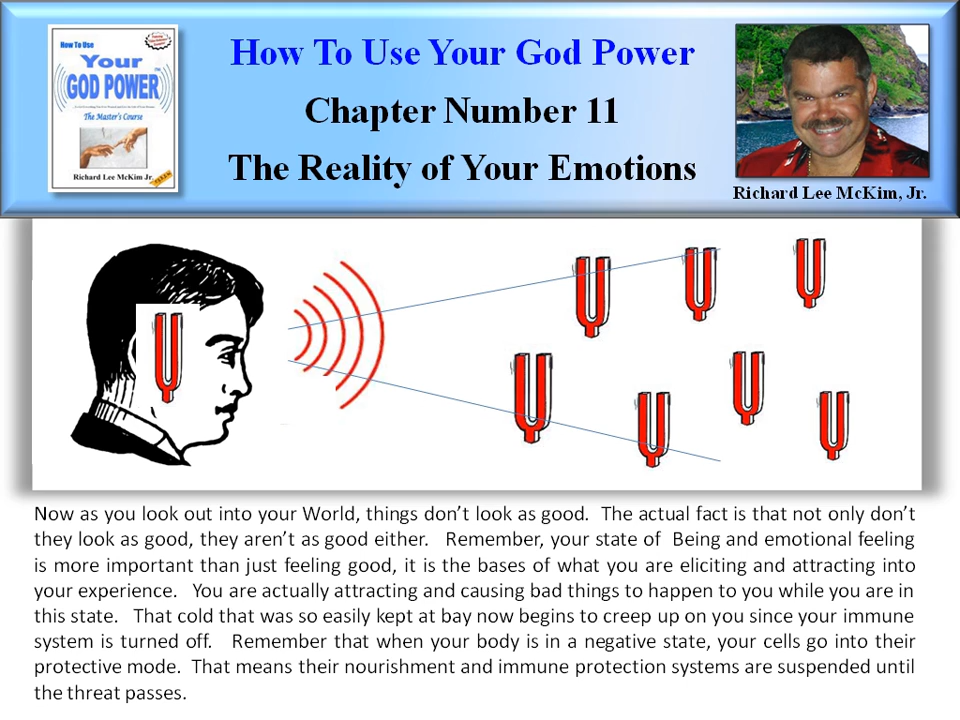 How To Use
Your
GOD POWER™
The Master's Course
Richard Lee McKim Jr.
How To Use Your God Power
Chapter Number 11
The Reality of Your Emotions
Richard Lee McKim, Jr.
Now as you look out into your World, things don't look as good.  The actual fact is that not only don't
they look as good, they aren't as good either.   Remember, your state of  Being and emotional feeling
is more important than just feeling good, it is the bases of what you are eliciting and attracting into
your experience.   You are actually attracting and causing bad things to happen to you while you are in
this state.   That cold that was so easily kept at bay now begins to creep up on you since your immune
system is turned off.   Remember that when your body is in a negative state, your cells go into their
protective mode.  That means their nourishment and immune protection systems are suspended until
the threat passes.